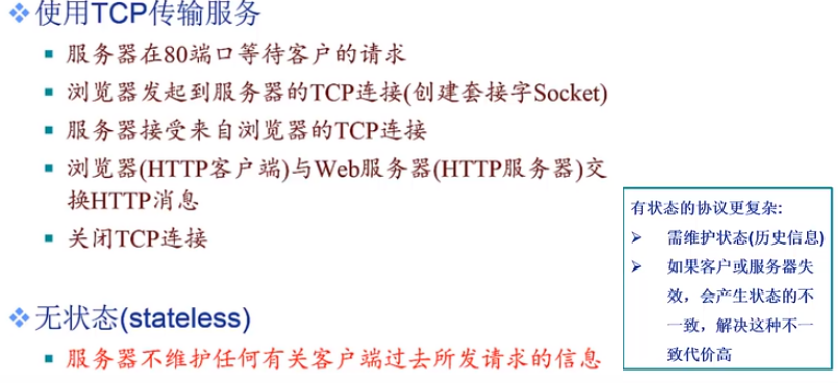 使用TCP传输服务
服务器在80端口等待客户的请求
浏览器发起到服务器的TCP连接(创建套接字Socket)
服务器接受来自浏览器的TCP连接
浏览器(HTTP客户端)与Web服务器(HTTP服务器)交
换HTTP消息
关闭TCP连接
无状态(stateless)
服务器不维护任何有关客户端过去所发请求的信息
有状态的协议更复杂:
需维护状态(历史信息)
如果客户或服务器失
效，会产生状态的不
一致，解决这种不一
致代价高